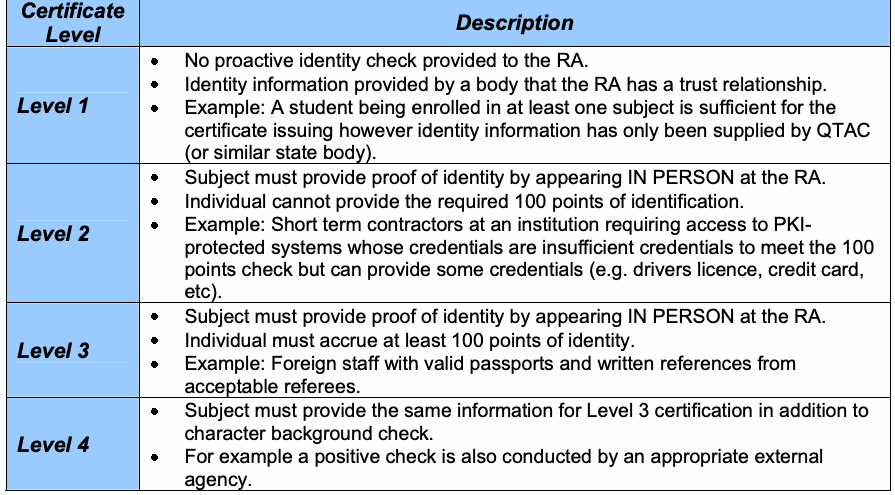 Certificate
Level
Description
Level 1
• No proactive identity check provided to the RA.
• Identity information provided by a body that the RA has a trust relationship.
• Example: A student being enrolled in at least one subject is sufficient for the
certificate issuing however identity information has only been supplied by QTAC
(or similar state body).
Level 2
• Subject must provide proof of identity by appearing IN PERSON at the RA.
• Individual cannot provide the required 100 points of identification.
• Example: Short term contractors at an institution requiring access to PKI-
protected systems whose credentials are insufficient credentials to meet the 100
points check but can provide some credentials (e.g. drivers licence, credit card,
etc).
Level 3
• Subject must provide proof of identity by appearing IN PERSON at the RA.
• Individual must accrue at least 100 points of identity.
• Example: Foreign staff with valid passports and written references from
acceptable referees.
Level 4
• Subject must provide the same information for Level 3 certification in addition to
character background check.
• For example a positive check is also conducted by an appropriate external
agency.